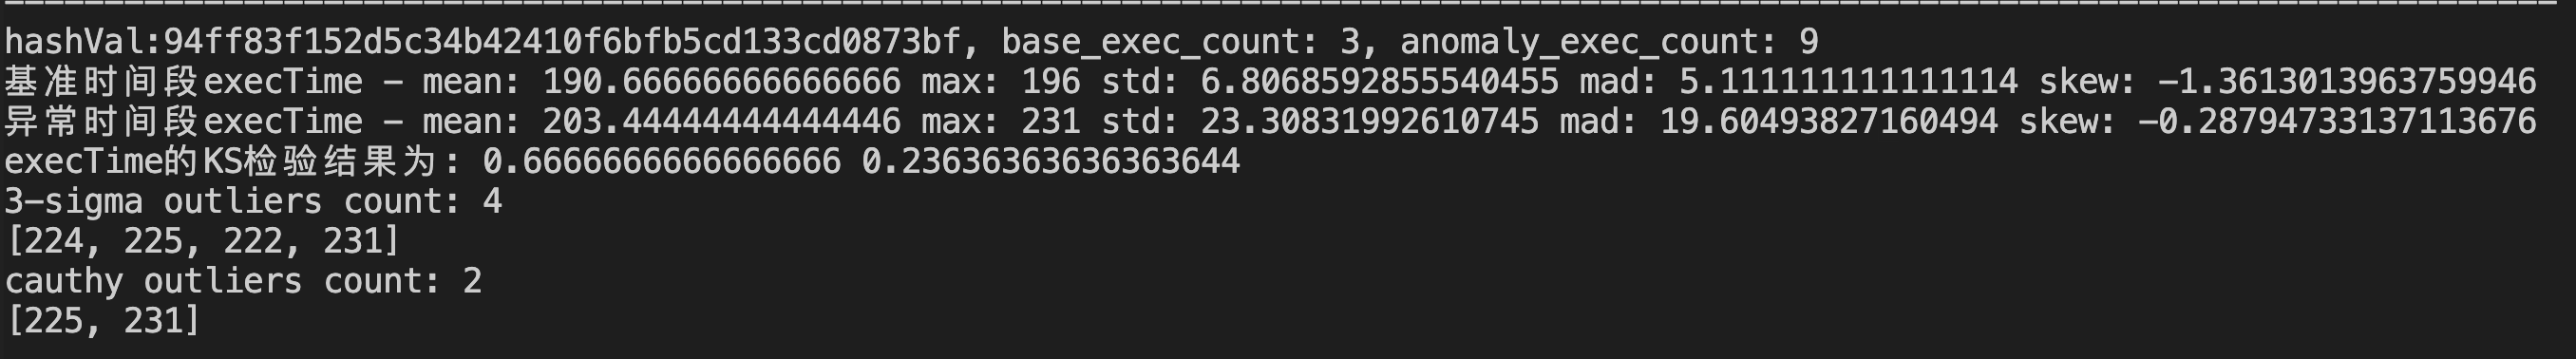 hashVal:94ff83f152d5c34b42410f6bfb5cd133cd0873bf, base_exec_count: 3, anomaly_exec_count: 9
基准时间段execTime - mean: 190.66666666666666 max: 196 std: 6.8068592855540455 mad: 5.111111111111114 skew: -1.3613013963759946
异常时间段execTime - mean: 203.44444444444446 max: 231 std: 23.30831992610745 mad: 19.60493827160494 skew: -0.28794733137113676
execTime的KS检验结果为: 0.6666666666666666 0.23636363636363644
3-sigma outliers count: 4
[224, 225, 222, 231]
cauthy outliers count: 2
[225, 231]